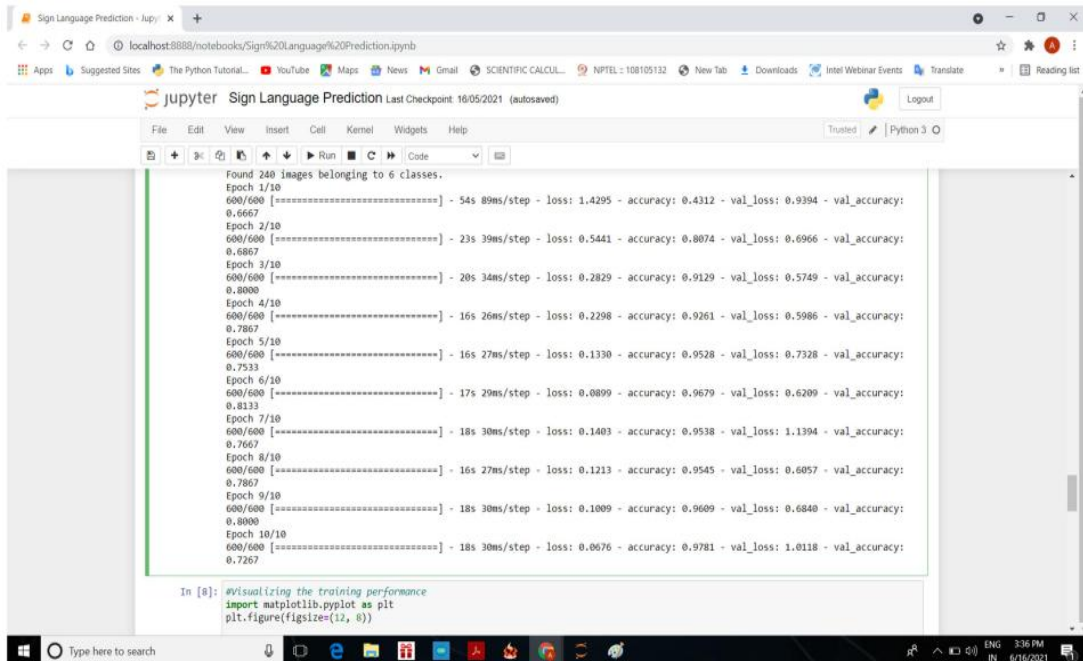 Sign Language Prediction - Jupy
localhost:8888/notebooks/Sign%20Language%20Prediction.ipynb
Apps Suggested Sites The Python Tutorial... YouTube Maps News Gmail SCIENTIFIC CALCUL... NPTEL :: 108105132 New Tab Downloads Intel Webinar Events Translate » Reading list
jupyter Sign Language Prediction Last Checkpoint: 16/05/2021 (autosaved) Logout
File Edit View Insert Cell Kernel Widgets Help Trusted Python 3
Run Code
Found 240 images belonging to 6 classes.
Epoch 1/10
600/600 [==============================] - 54s 89ms/step - loss: 1.4295 - accuracy: 0.4312 - val_loss: 0.9394 - val_accuracy:
0.6667
Epoch 2/10
600/600 [==============================] - 23s 39ms/step - loss: 0.5441 - accuracy: 0.8074 - val_loss: 0.6966 - val_accuracy:
0.6867
Epoch 3/10
600/600 [==============================] - 20s 34ms/step - loss: 0.2829 - accuracy: 0.9129 - val_loss: 0.5749 - val_accuracy:
0.8000
Epoch 4/10
600/600 [==============================] - 16s 26ms/step - loss: 0.2298 - accuracy: 0.9261 - val_loss: 0.5986 - val_accuracy:
0.7867
Epoch 5/10
600/600 [==============================] - 16s 27ms/step - loss: 0.1330 - accuracy: 0.9528 - val_loss: 0.7328 - val_accuracy:
0.7533
Epoch 6/10
600/600 [==============================] - 17s 29ms/step - loss: 0.0899 - accuracy: 0.9679 - val_loss: 0.6209 - val_accuracy:
0.8133
Epoch 7/10
600/600 [==============================] - 18s 30ms/step - loss: 0.1403 - accuracy: 0.9538 - val_loss: 1.1394 - val_accuracy:
0.7667
Epoch 8/10
600/600 [==============================] - 16s 27ms/step - loss: 0.1213 - accuracy: 0.9545 - val_loss: 0.6057 - val_accuracy:
0.7867
Epoch 9/10
600/600 [==============================] - 18s 30ms/step - loss: 0.1009 - accuracy: 0.9609 - val_loss: 0.6840 - val_accuracy:
0.8000
Epoch 10/10
600/600 [==============================] - 18s 30ms/step - loss: 0.0676 - accuracy: 0.9781 - val_loss: 1.0118 - val_accuracy:
0.7267
In [8]: #Visualizing the training performance
import matplotlib.pyplot as plt
plt.figure(figsize=(12, 8))
Type here to search ENG 3:36 PM
IN 6/16/2021